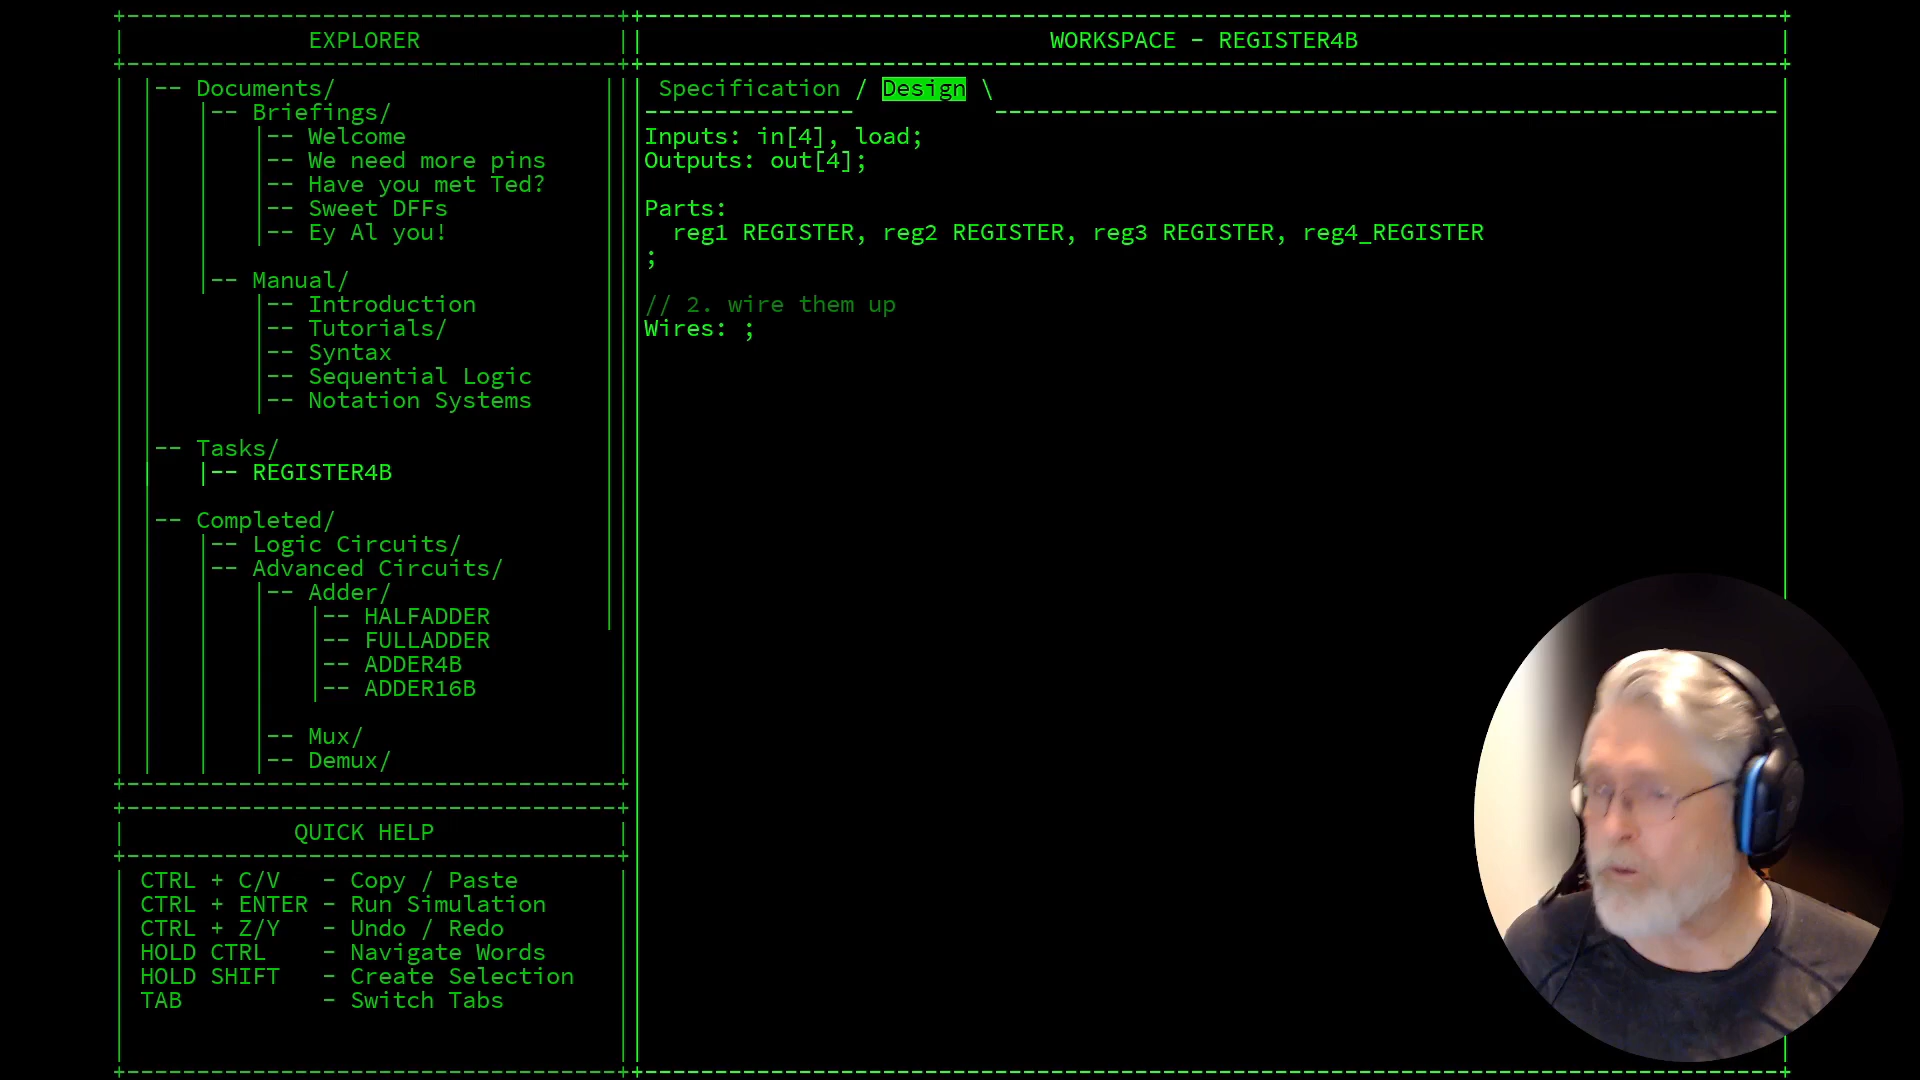 EXPLORER
|-- Documents/
|-- Briefings/
|-- Welcome
|-- We need more pins
|-- Have you met Ted?
|-- Sweet DFFs
|-- Ey Al you!
|-- Manual/
|-- Introduction
|-- Tutorials/
|-- Syntax
|-- Sequential Logic
|-- Notation Systems
|-- Tasks/
|-- REGISTER4B
|-- Completed/
|-- Logic Circuits/
|-- Advanced Circuits/
|-- Adder/
|-- HALFADDER
|-- FULLADDER
|-- ADDER4B
|-- ADDER16B
|-- Mux/
|-- Demux/
QUICK HELP
CTRL + C/V - Copy / Paste
CTRL + ENTER - Run Simulation
CTRL + Z/Y - Undo / Redo
HOLD CTRL - Navigate Words
HOLD SHIFT - Create Selection
TAB - Switch Tabs
WORKSPACE - REGISTER4B
Specification / Design \
Inputs: in[4], load;
Outputs: out[4];
Parts:
reg1 REGISTER, reg2 REGISTER, reg3 REGISTER, reg4_REGISTER
;
// 2. wire them up
Wires: ;